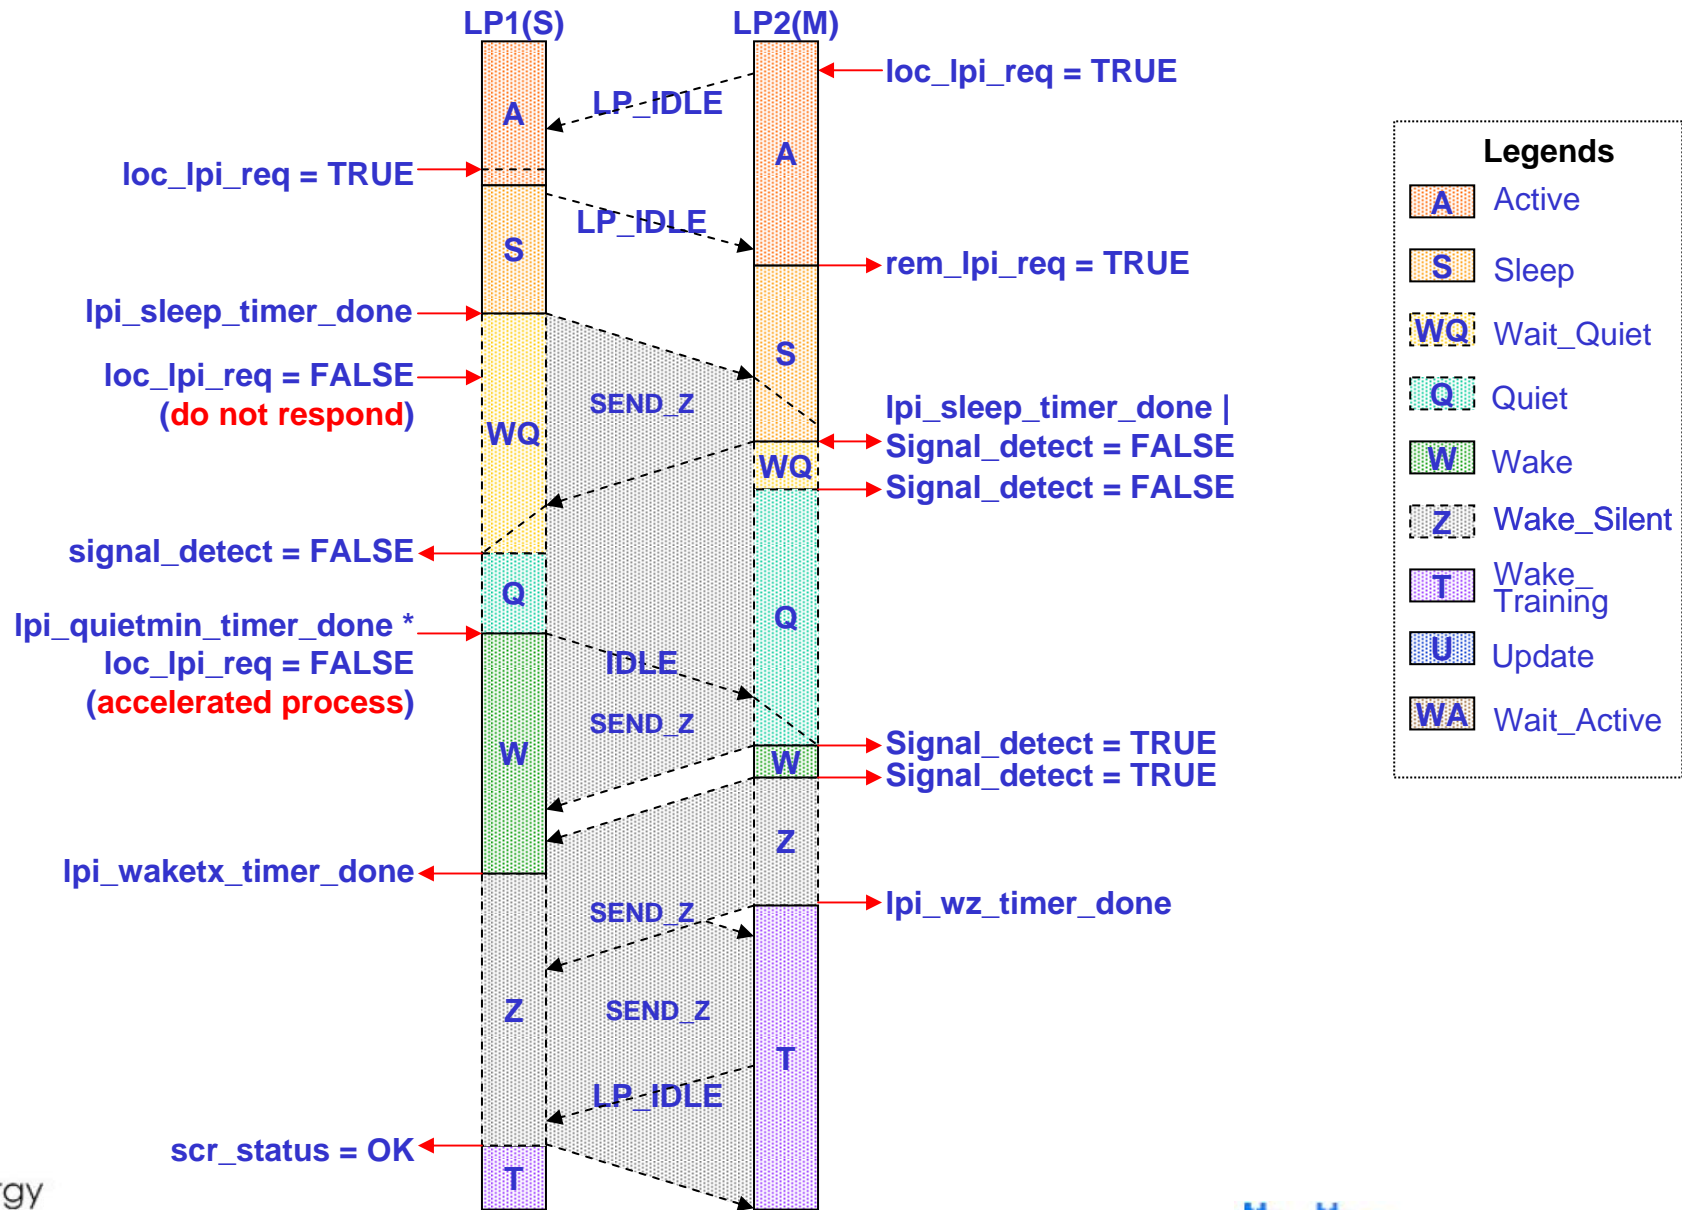 LP1(S)
LP2(M)
loc_lpi_req = TRUE
LP_IDLE
A
A
loc_lpi_req = TRUE
LP_IDLE
S
rem_lpi_req = TRUE
lpi_sleep_timer_done
S
loc_lpi_req = FALSE
(do not respond)
SEND_Z
WQ
lpi_sleep_timer_done |
Signal_detect = FALSE
WQ
Signal_detect = FALSE
signal_detect = FALSE
Q
Q
lpi_quietmin_timer_done *
loc_lpi_req = FALSE
(accelerated process)
IDLE
SEND_Z
W
Signal_detect = TRUE
W
Signal_detect = TRUE
Z
lpi_waketx_timer_done
lpi_wz_timer_done
SEND_Z
Z
SEND_Z
T
LP_IDLE
scr_status = OK
T
Legends
A Active
S Sleep
WQ Wait_Quiet
Q Quiet
W Wake
Z Wake_Silent
T Wake_
Training
U Update
WA Wait_Active